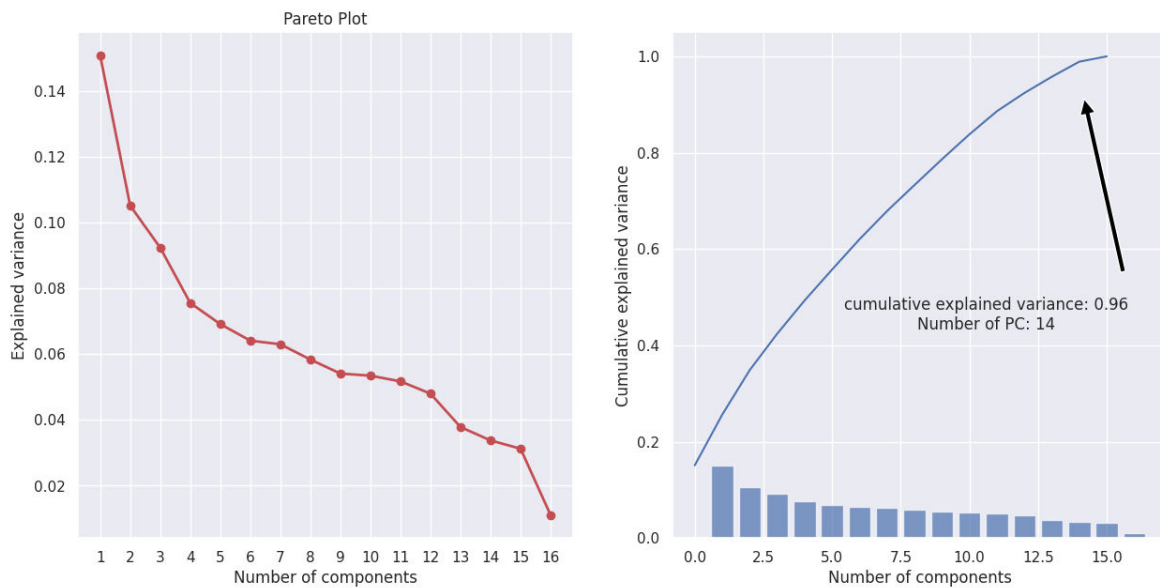 Pareto Plot
Explained variance
0.14
0.12
0.10
0.08
0.06
0.04
0.02
1 2 3 4 5 6 7 8 9 10 11 12 13 14 15 16
Number of components
Cumulative explained variance
1.0
0.8
0.6
0.4
0.2
0.0
cumulative explained variance: 0.96
Number of PC: 14
0.0 2.5 5.0 7.5 10.0 12.5 15.0
Number of components